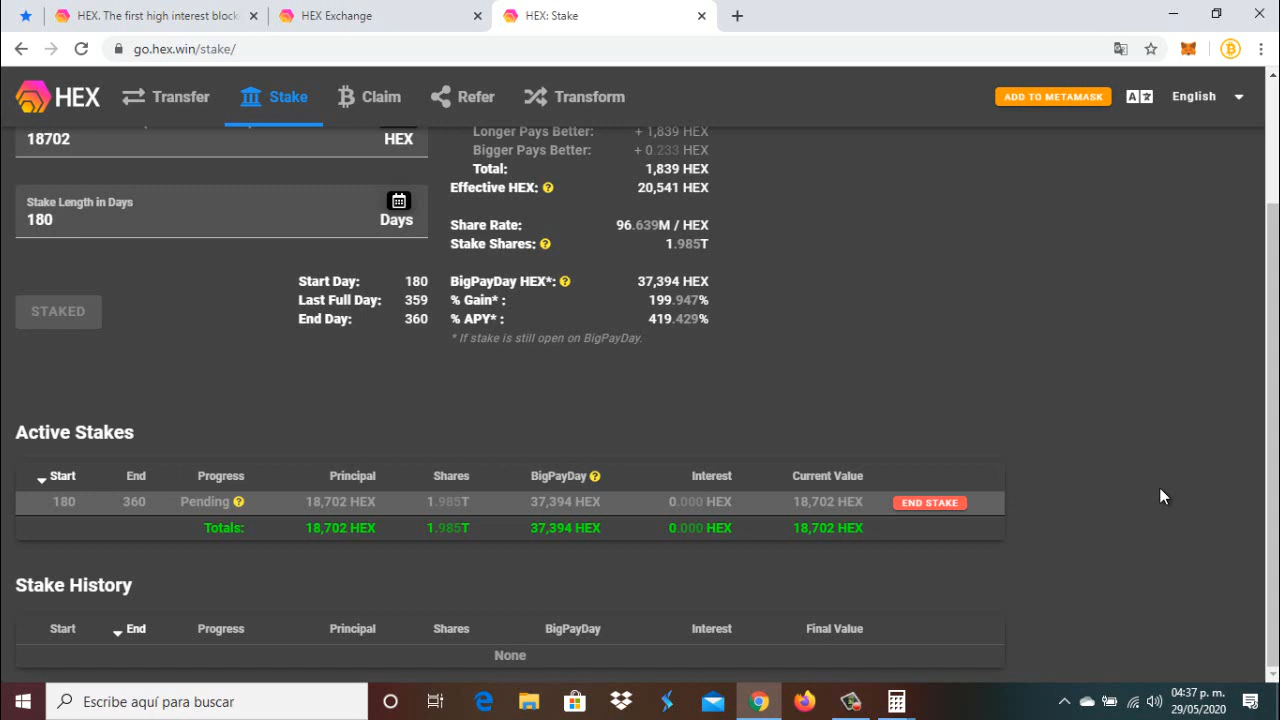 HEX. The first high interest block
HEX Exchange
HEX: Stake
go.hex.win/stake/
HEX
Transfer
Stake
Claim
Refer
Transform
ADD TO METAMASK
English
18702 HEX
Stake Length in Days
180 Days
Start Day: 180
Last Full Day: 359
End Day: 360
STAKED
Longer Pays Better: + 1,839 HEX
Bigger Pays Better: + 0.233 HEX
Total: 1,839 HEX
Effective HEX: ? 20,541 HEX
Share Rate: 96.639M / HEX
Stake Shares: ? 1.985T
BigPayDay HEX*: ? 37,394 HEX
% Gain* : 199.947%
% APY* : 419.429%
* If stake is still open on BigPayDay.
Active Stakes
Start End Progress Principal Shares BigPayDay ? Interest Current Value
180 360 Pending ? 18,702 HEX 1.985T 37,394 HEX 0.000 HEX 18,702 HEX END STAKE
Totals: 18,702 HEX 1.985T 37,394 HEX 0.000 HEX 18,702 HEX
Stake History
Start End Progress Principal Shares BigPayDay Interest Final Value
None
Escribe aquí para buscar
04:37 p. m.
29/05/2020